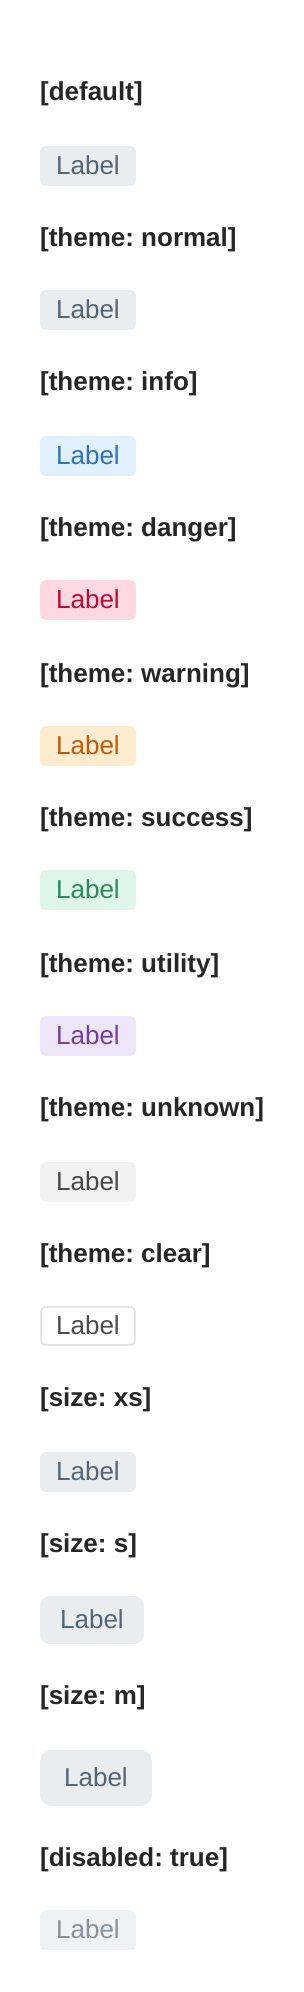 [default]
Label
[theme: normal]
Label
[theme: info]
Label
[theme: danger]
Label
[theme: warning]
Label
[theme: success]
Label
[theme: utility]
Label
[theme: unknown]
Label
[theme: clear]
Label
[size: xs]
Label
[size: s]
Label
[size: m]
Label
[disabled: true]
Label